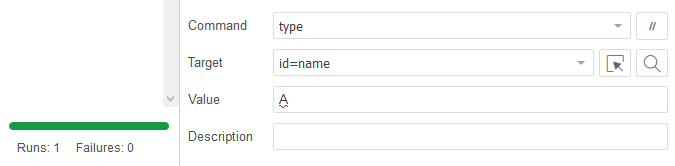 Command type //
Target id=name
Value A
Runs: 1 Failures: 0
Description